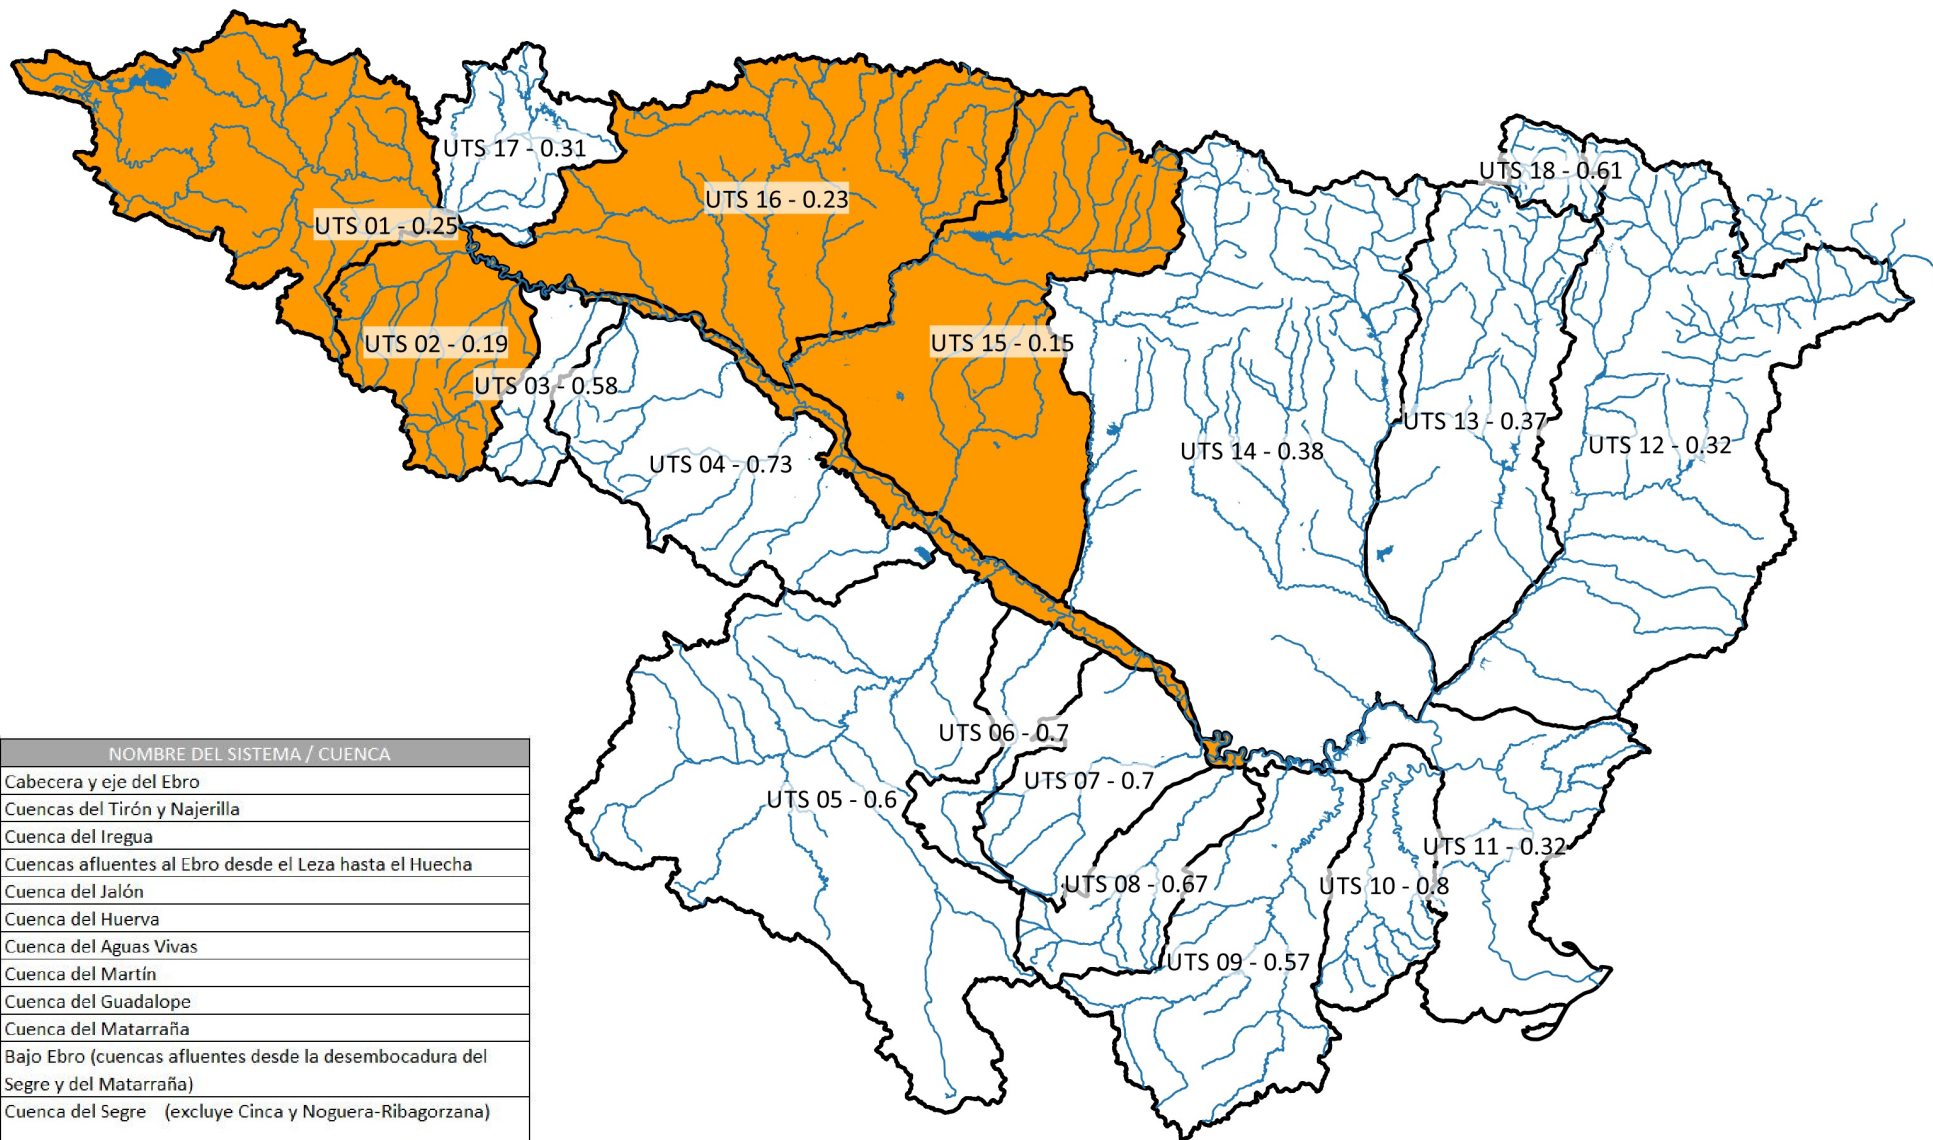 UTS 17 - 0.31
UTS 18 - 0.61
UTS 16 - 0.23
UTS 01 - 0.25
UTS 02 - 0.19
UTS 15 - 0.15
UTS 03 - 0.58
UTS 13 - 0.37
UTS 12 - 0.32
UTS 14 - 0.38
UTS 04 - 0.73
UTS 06 - 0.7
UTS 07 - 0.7
UTS 05 - 0.6
UTS 11 - 0.32
UTS 08 - 0.67
UTS 10 - 0.8
UTS 09 - 0.57
NOMBRE DEL SISTEMA / CUENCA
Cabecera y eje del Ebro
Cuencas del Tirón y Najerilla
Cuenca del Iregua
Cuencas afluentes al Ebro desde el Leza hasta el Huecha
Cuenca del Jalón
Cuenca del Huerva
Cuenca del Aguas Vivas
Cuenca del Martín
Cuenca del Guadalope
Cuenca del Matarraña
Bajo Ebro (cuencas afluentes desde la desembocadura del
Segre y del Matarraña)
Cuenca del Segre (excluye Cinca y Noguera-Ribagorzana)